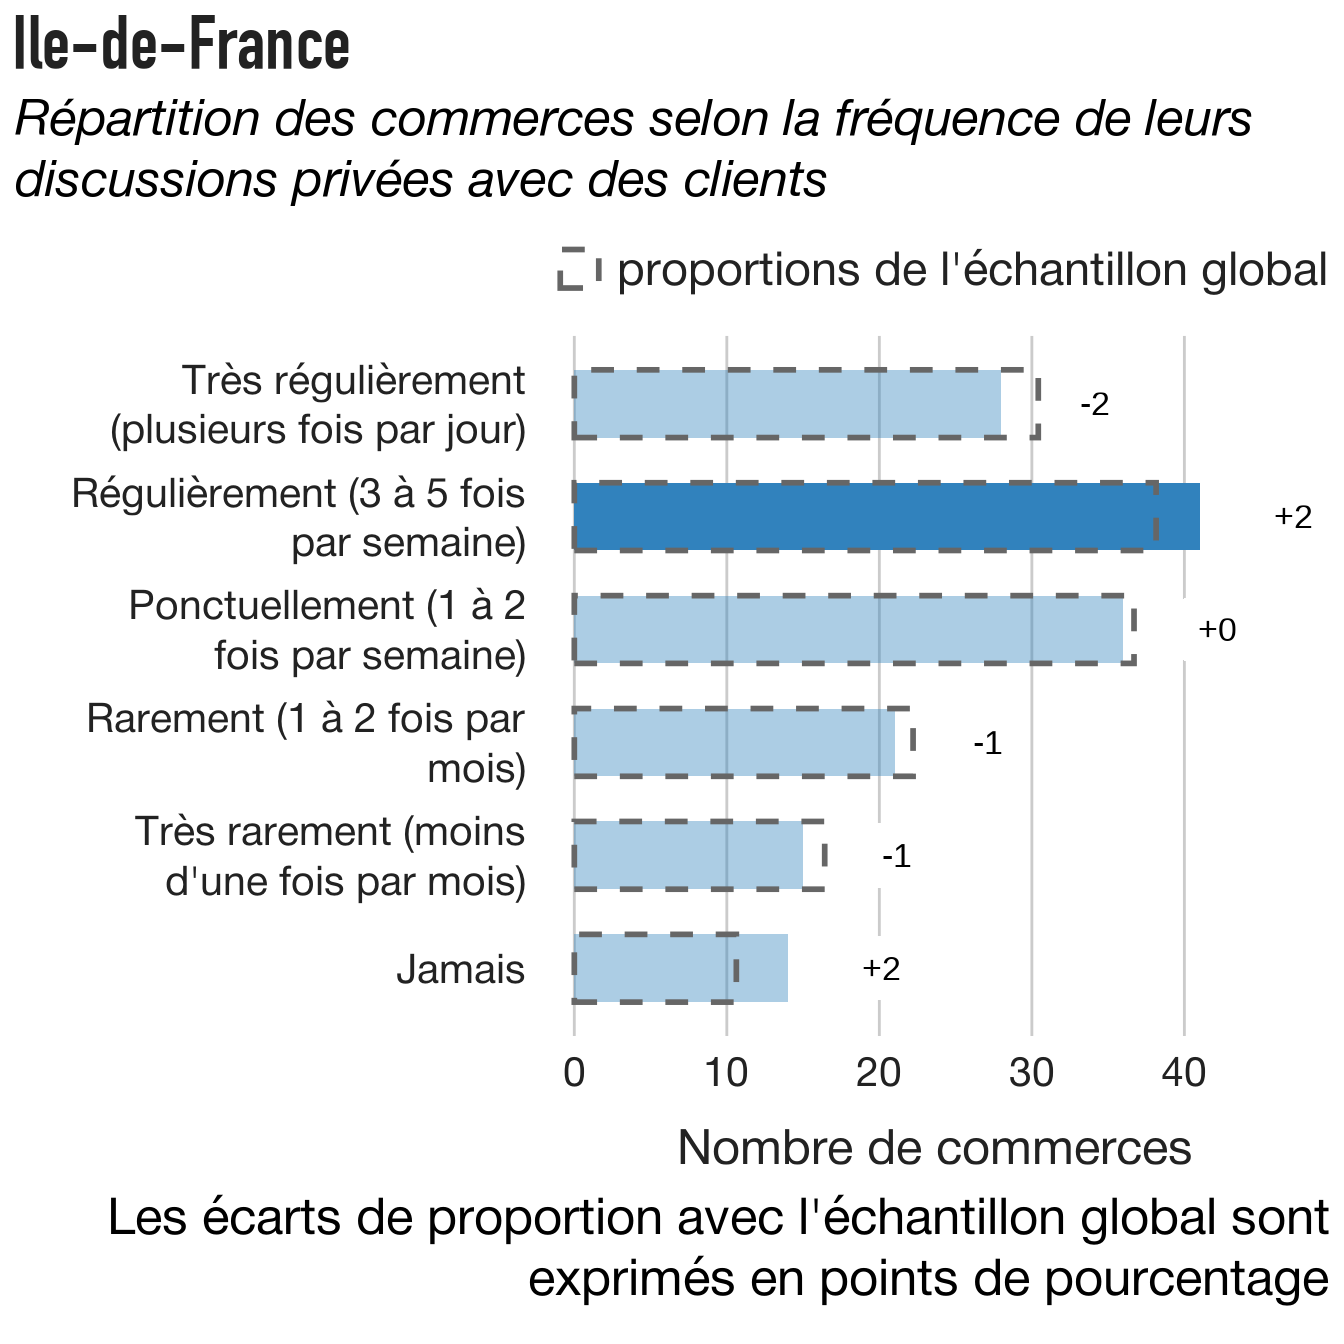 Ile-de-France
Répartition des commerces selon la fréquence de leurs
discussions privées avec des clients
proportions de l'échantillon global
Très régulièrement
(plusieurs fois par jour)
-2
Régulièrement (3 à 5 fois
par semaine)
+2
Ponctuellement (1 à 2
fois par semaine)
+0
Rarement (1 à 2 fois par
mois)
-1
Très rarement (moins
d'une fois par mois)
-1
Jamais
+2
0 10 20 30 40
Nombre de commerces
Les écarts de proportion avec l'échantillon global sont
exprimés en points de pourcentage